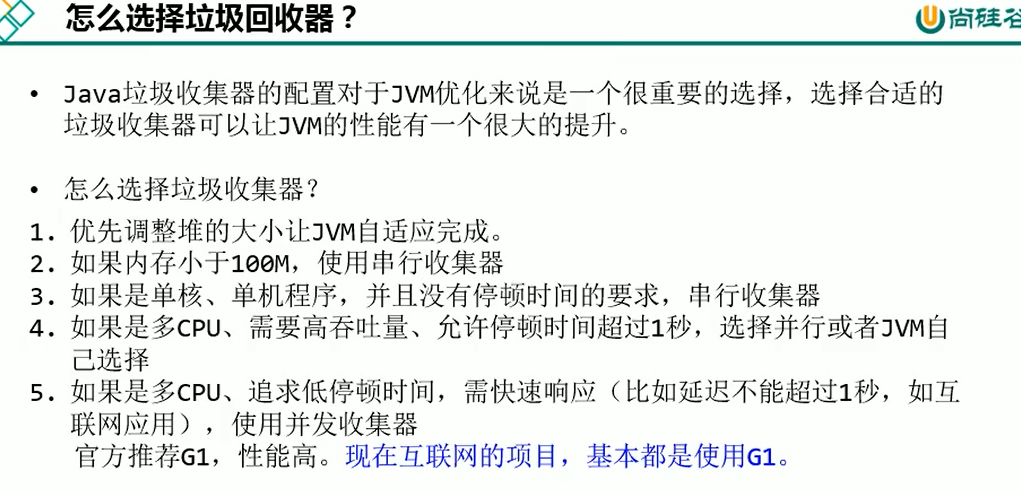 怎么选择垃圾回收器？
尚硅谷
• Java垃圾收集器的配置对于JVM优化来说是一个很重要的选择，选择合适的
垃圾收集器可以让JVM的性能有一个很大的提升。
• 怎么选择垃圾收集器？
1. 优先调整堆的大小让JVM自适应完成。
2. 如果内存小于100M，使用串行收集器
3. 如果是单核、单机程序，并且没有停顿时间的要求，串行收集器
4. 如果是多CPU、需要高吞吐量、允许停顿时间超过1秒，选择并行或者JVM自
己选择
5. 如果是多CPU、追求低停顿时间，需快速响应（比如延迟不能超过1秒，如互
联网应用），使用并发收集器
官方推荐G1，性能高。现在互联网的项目，基本都是使用G1。